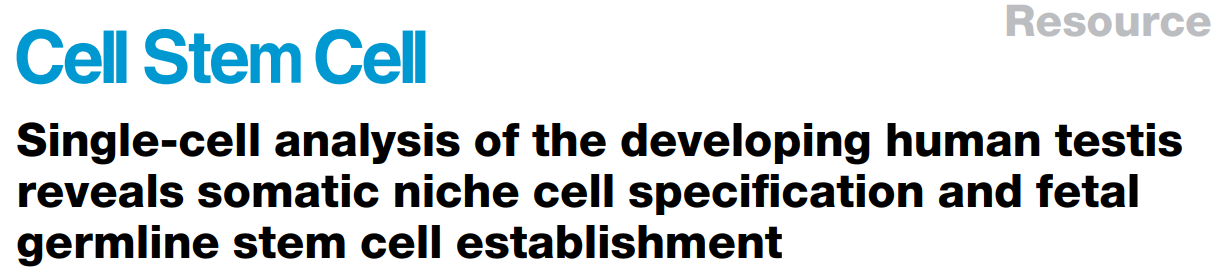 Resource
Cell Stem Cell
Single-cell analysis of the developing human testis
reveals somatic niche cell specification and fetal
germline stem cell establishment